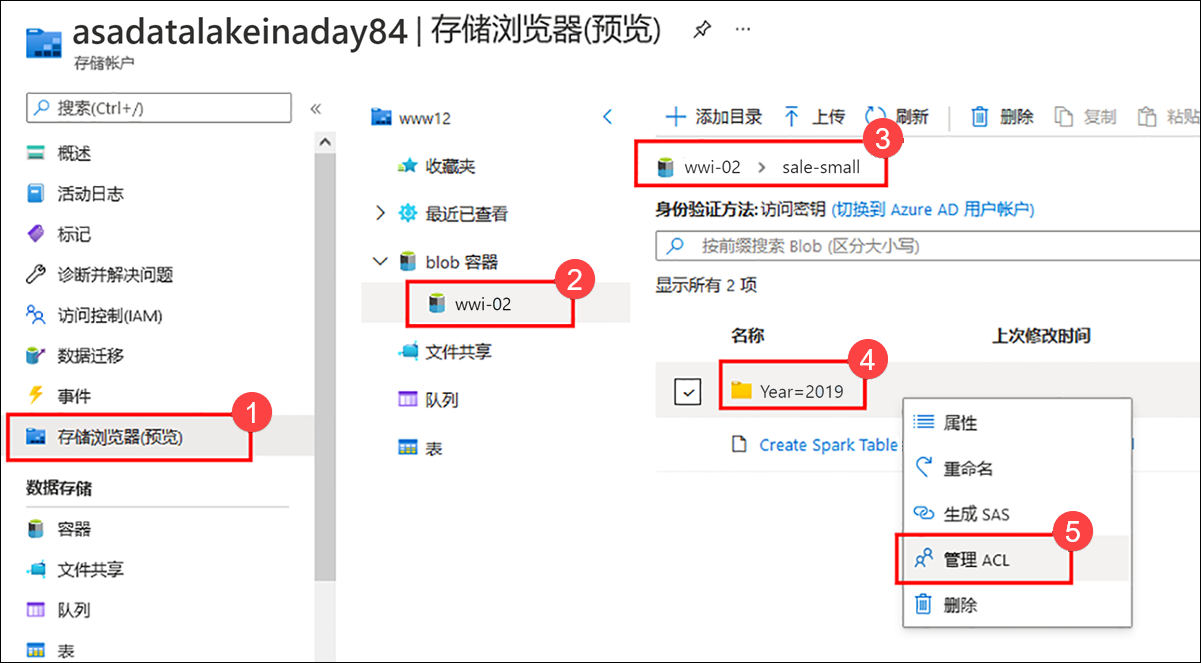 asadatalakeinaday84 | 存储浏览器(预览) ...
存储帐户
搜索(Ctrl+/)
«
概述
活动日志
标记
诊断并解决问题
访问控制(IAM)
数据迁移
事件
1
存储浏览器(预览)
数据存储
容器
文件共享
队列
表
www12
收藏夹
最近已查看
blob 容器
2
wwi-02
文件共享
队列
表
添加目录
上传
刷新
删除
复制
粘贴
3
wwi-02 > sale-small
身份验证方法:访问密钥 (切换到 Azure AD 用户帐户)
按前缀搜索 Blob (区分大小写)
显示所有 2 项
名称
上次修改时间
4
Year=2019
Create Spark Table
属性
重命名
生成 SAS
5
管理 ACL
删除